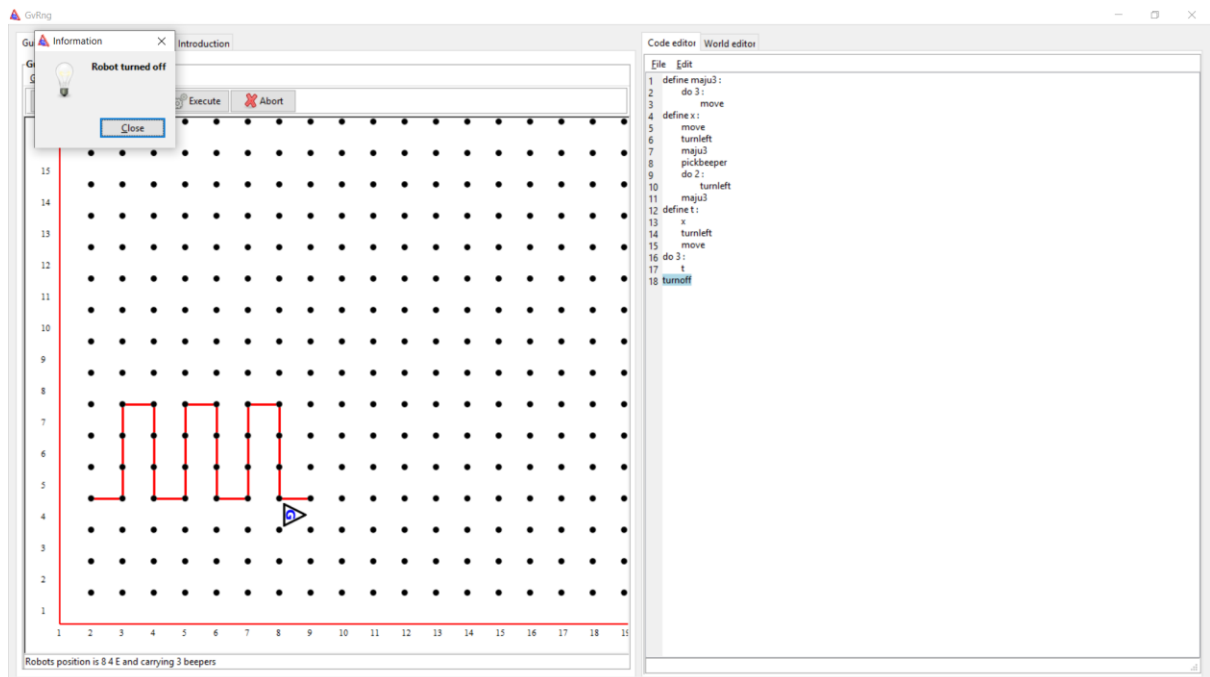 GvRng
Gu
Information
Introduction
Robot turned off
Close
Execute
Abort
15
14
13
12
11
10
9
8
7
6
5
4
3
2
1
G
1 2 3 4 5 6 7 8 9 10 11 12 13 14 15 16 17 18 19
Robots position is 8 4 E and carrying 3 beepers
Code editor World editor
File Edit
1 define maju3 :
2 do 3 :
3 move
4 define x :
5 move
6 turnleft
7 maju3
8 pickbeeper
9 do 2 :
10 turnleft
11 maju3
12 define t :
13 x
14 turnleft
15 move
16 do 3 :
17 t
18 turnoff